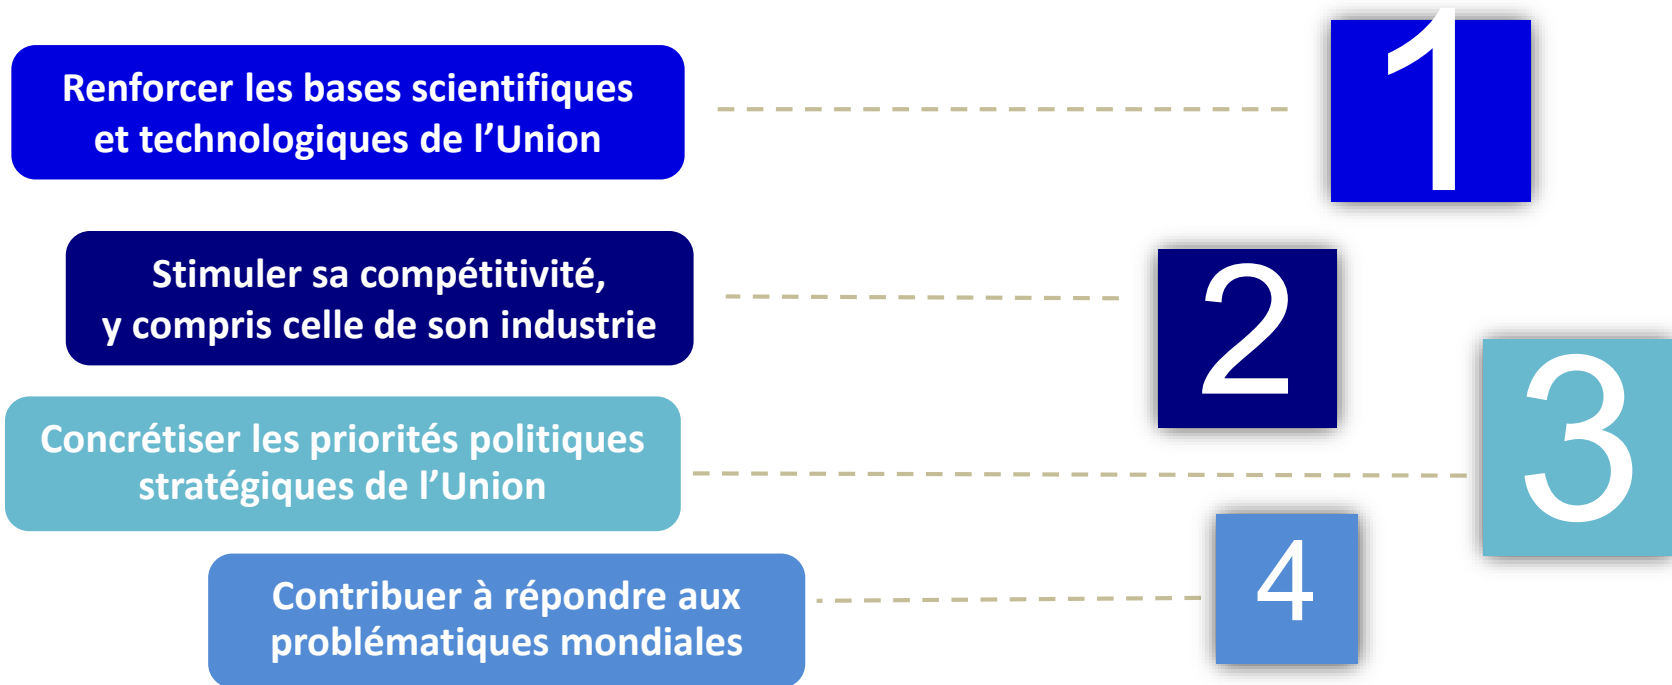 Renforcer les bases scientifiques
et technologiques de l’Union
1
Stimuler sa compétitivité,
y compris celle de son industrie
2
Concrétiser les priorités politiques
stratégiques de l’Union
3
Contribuer à répondre aux
problématiques mondiales
4